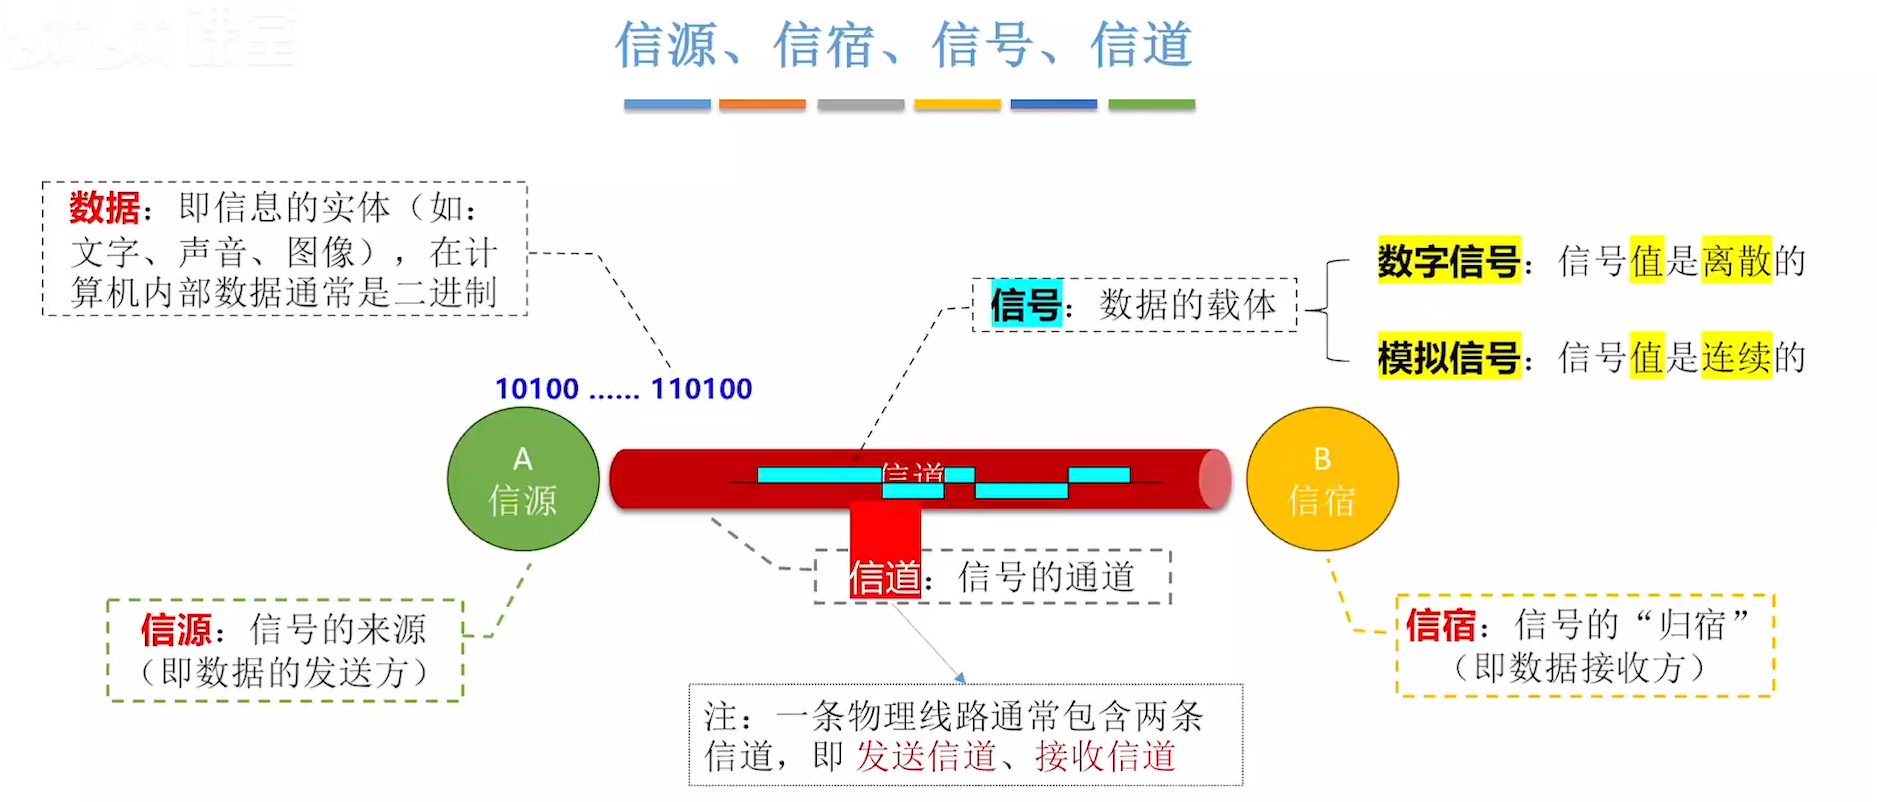 信源、信宿、信号、信道
数据：即信息的实体（如：
文字、声音、图像），在计
算机内部数据通常是二进制
数字信号：信号值是离散的
信号：数据的载体
模拟信号：信号值是连续的
10100 …… 110100
A
信源
信道
B
信宿
信道：信号的通道
信源：信号的来源
（即数据的发送方）
信宿：信号的“归宿”
（即数据接收方）
注：一条物理线路通常包含两条
信道，即 发送信道、接收信道